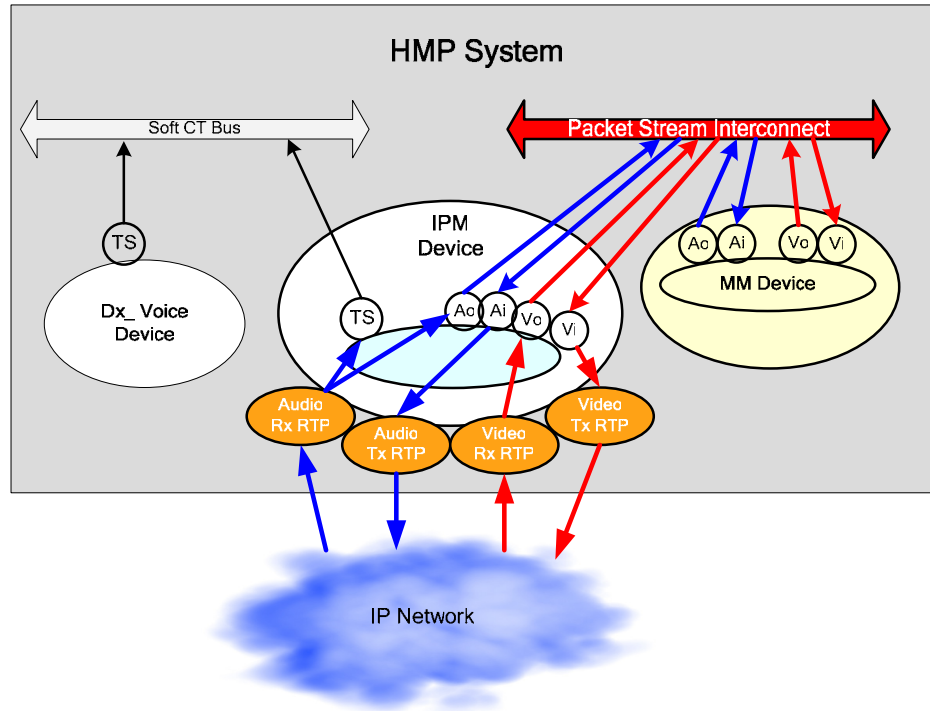 HMP System
Soft CT Bus
Packet Stream Interconnect
TS
Dx_ Voice
Device
IPM
Device
TS
Ao
Ai
Vo
Vi
Ao
Ai
Vo
Vi
MM Device
Audio
Rx RTP
Audio
Tx RTP
Video
Rx RTP
Video
Tx RTP
IP Network